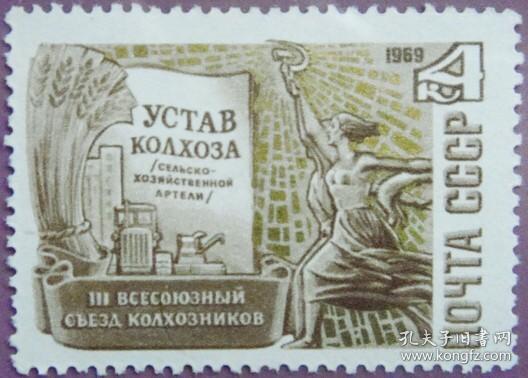 УСТАВ
КОЛХОЗА
/СЕЛЬСКО-
ХОЗЯЙСТВЕННОЙ
АРТЕЛИ/
III ВСЕСОЮЗНЫЙ
СЪЕЗД КОЛХОЗНИКОВ
1969
4
К
ПОЧТА СССР
孔夫子旧书网
www.kongfz.com